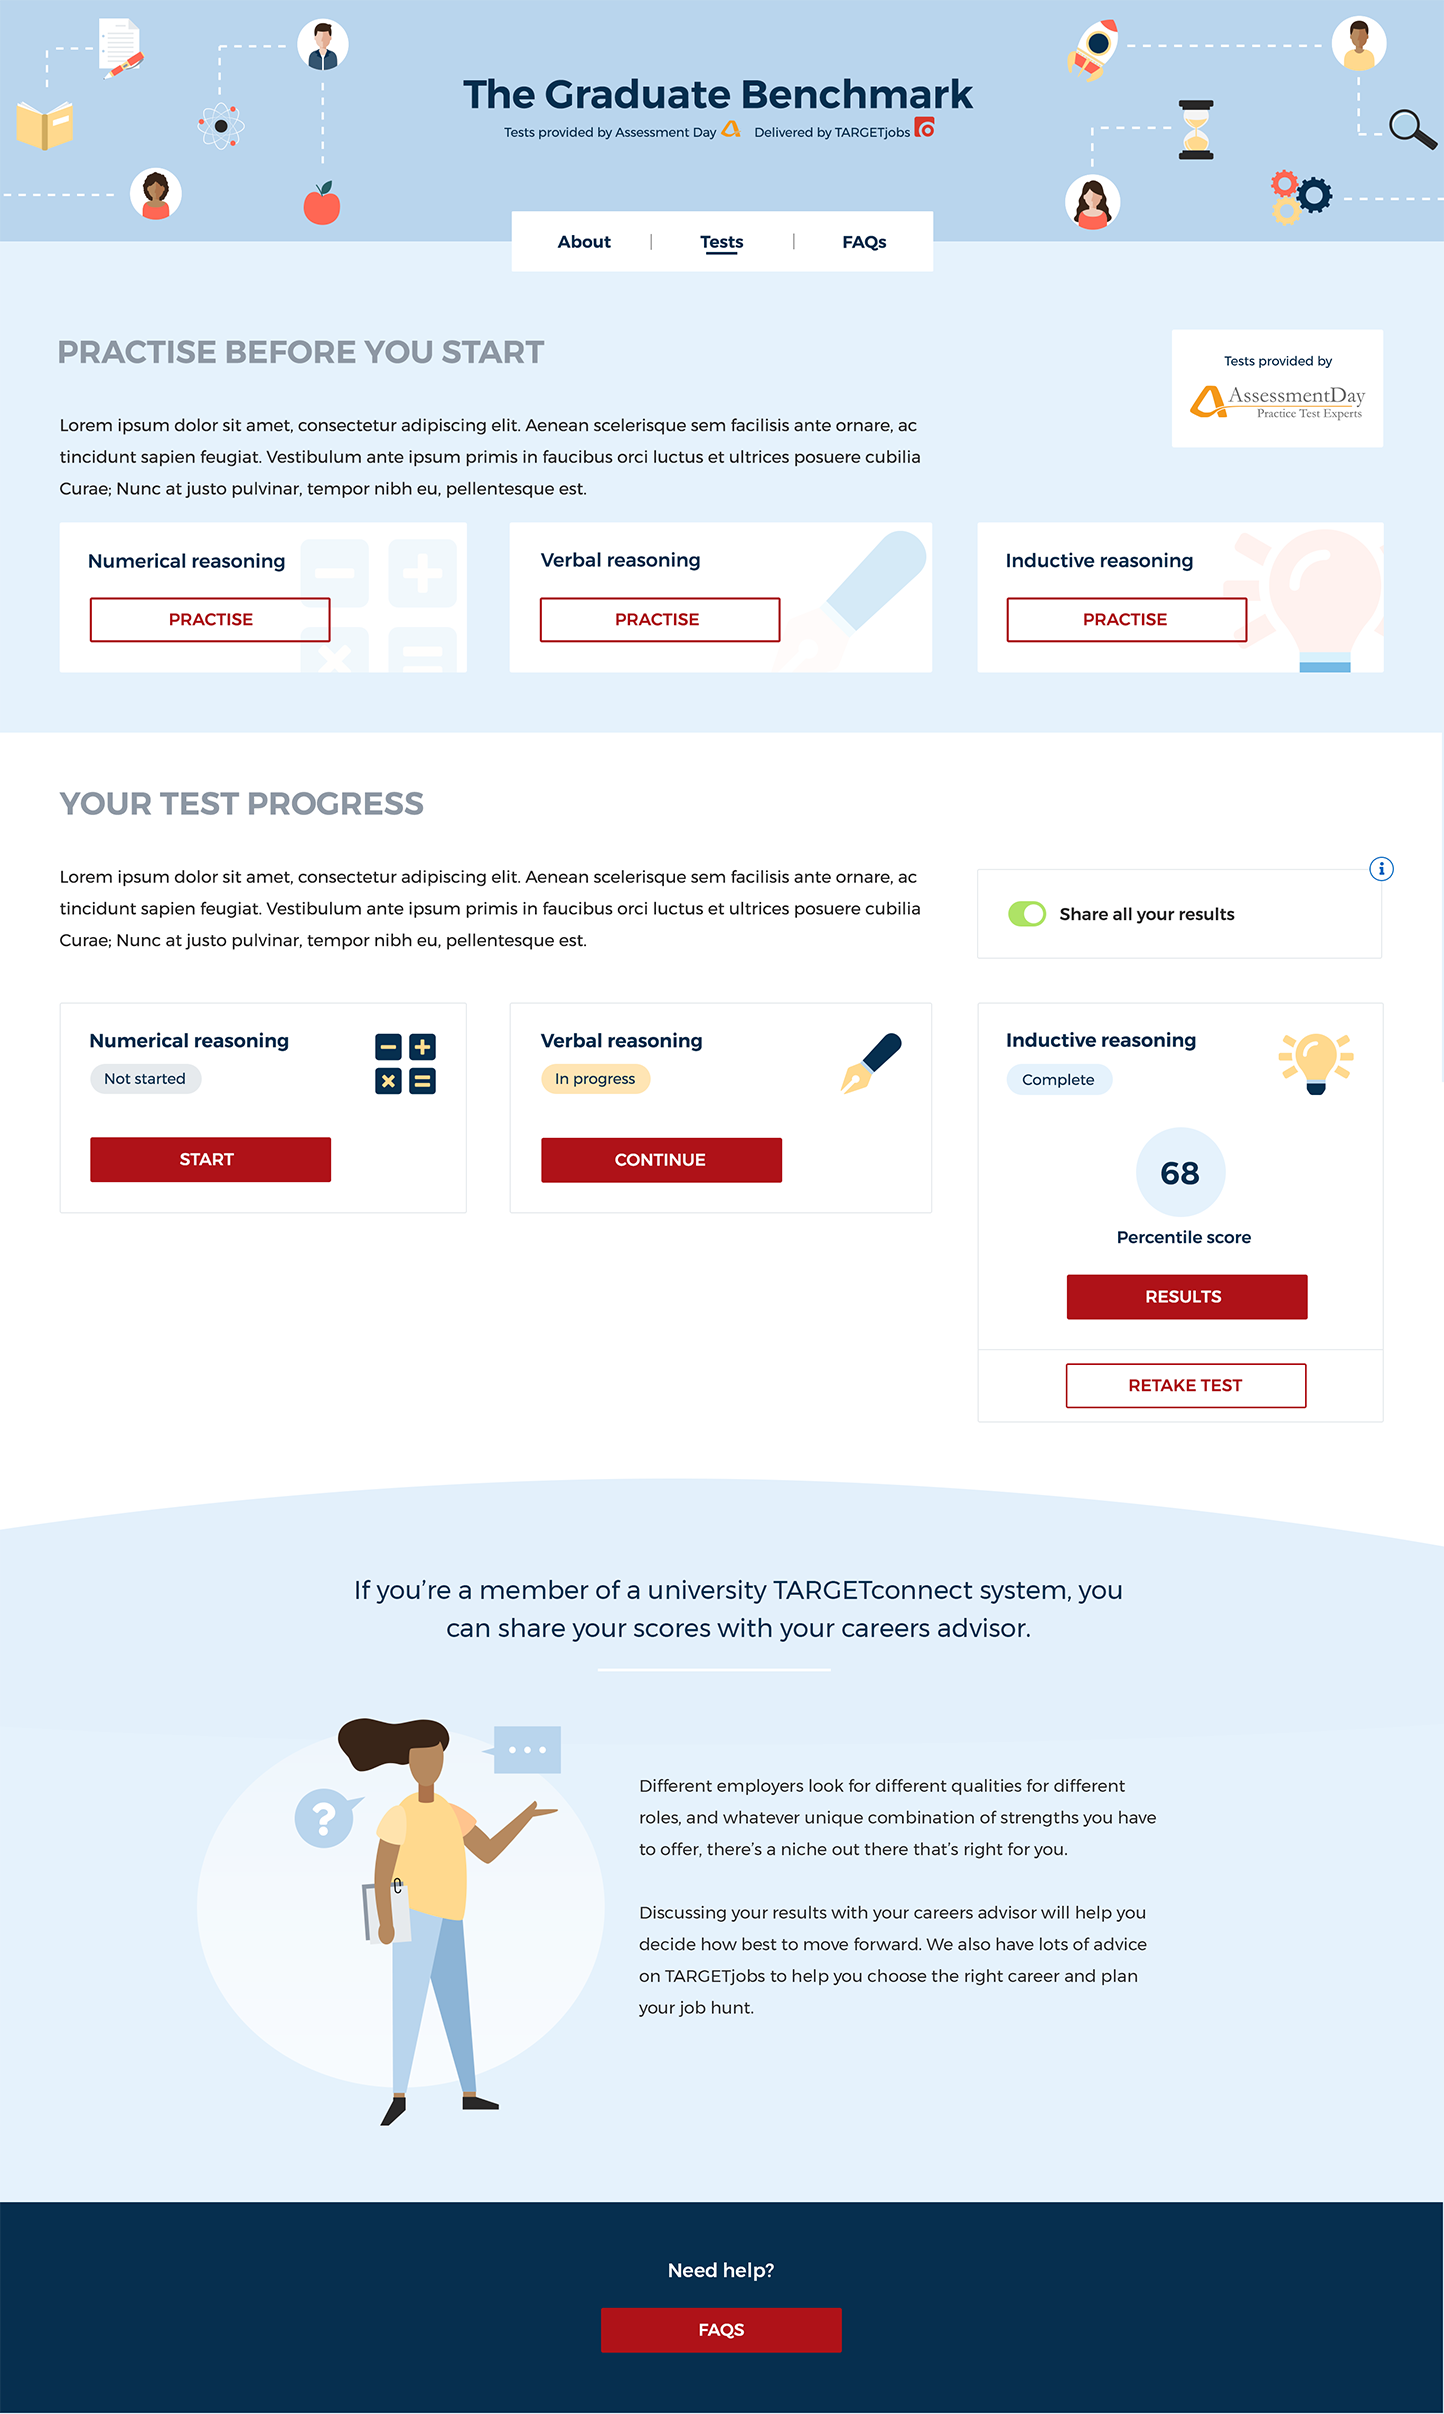 The Graduate Benchmark
Tests provided by Assessment Day Delivered by TARGETjobs
About Tests FAQs
PRACTISE BEFORE YOU START
Tests provided by
AssessmentDay
Practice Test Experts
Lorem ipsum dolor sit amet, consectetur adipiscing elit. Aenean scelerisque sem facilisis ante ornare, ac
tincidunt sapien feugiat. Vestibulum ante ipsum primis in faucibus orci luctus et ultrices posuere cubilia
Curae; Nunc at justo pulvinar, tempor nibh eu, pellentesque est.
Numerical reasoning
PRACTISE
Verbal reasoning
PRACTISE
Inductive reasoning
PRACTISE
YOUR TEST PROGRESS
Lorem ipsum dolor sit amet, consectetur adipiscing elit. Aenean scelerisque sem facilisis ante ornare, ac
tincidunt sapien feugiat. Vestibulum ante ipsum primis in faucibus orci luctus et ultrices posuere cubilia
Curae; Nunc at justo pulvinar, tempor nibh eu, pellentesque est.
i
Share all your results
Numerical reasoning
Not started
START
Verbal reasoning
In progress
CONTINUE
Inductive reasoning
Complete
68
Percentile score
RESULTS
RETAKE TEST
If you’re a member of a university TARGETconnect system, you
can share your scores with your careers advisor.
?
Different employers look for different qualities for different
roles, and whatever unique combination of strengths you have
to offer, there’s a niche out there that’s right for you.
Discussing your results with your careers advisor will help you
decide how best to move forward. We also have lots of advice
on TARGETjobs to help you choose the right career and plan
your job hunt.
Need help?
FAQS